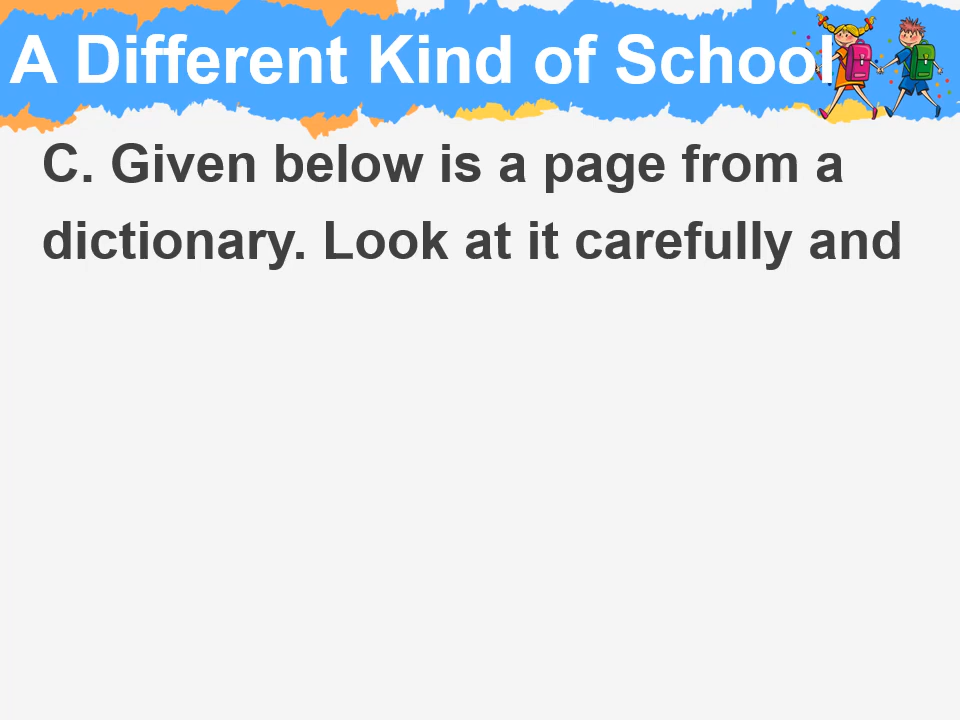 A Different Kind of School
C. Given below is a page from a
dictionary. Look at it carefully and